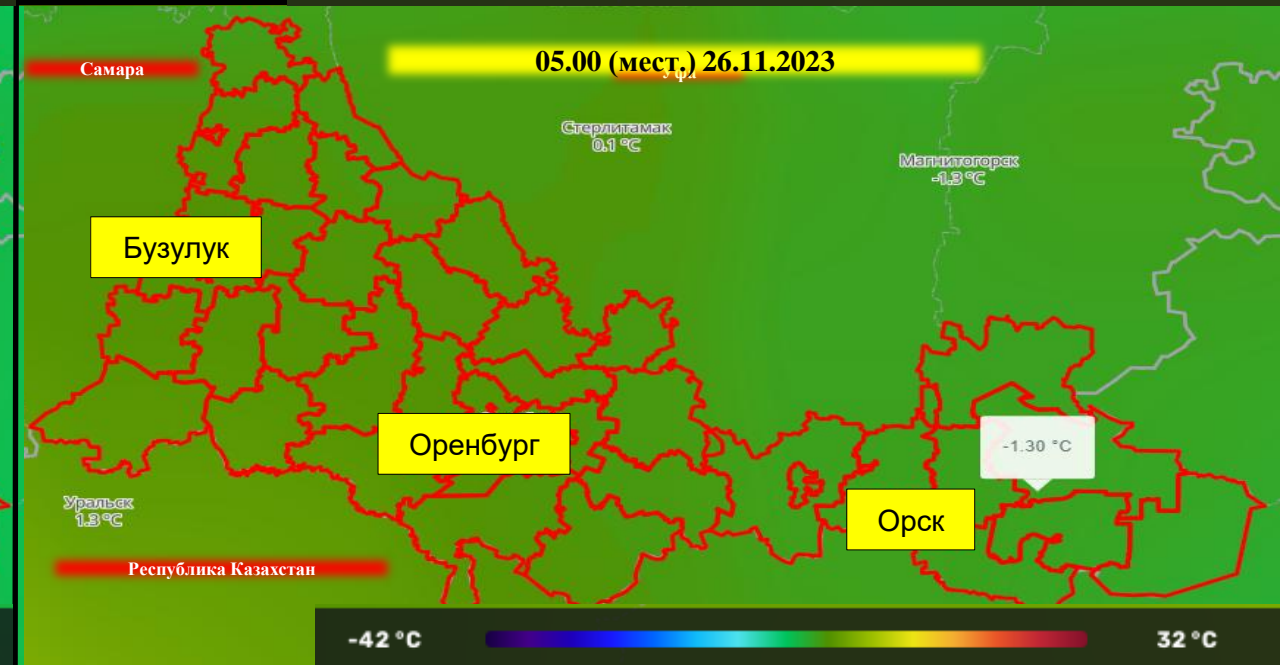 05.00 (мест.) 26.11.2023
Самара
Уфа
Стерлитамак
0.1 °C
Магнитогорск
-1.3 °C
Бузулук
Оренбург
-1.30 °C
Орск
Уральск
1.3 °C
Республика Казахстан
-42 °C
32 °C